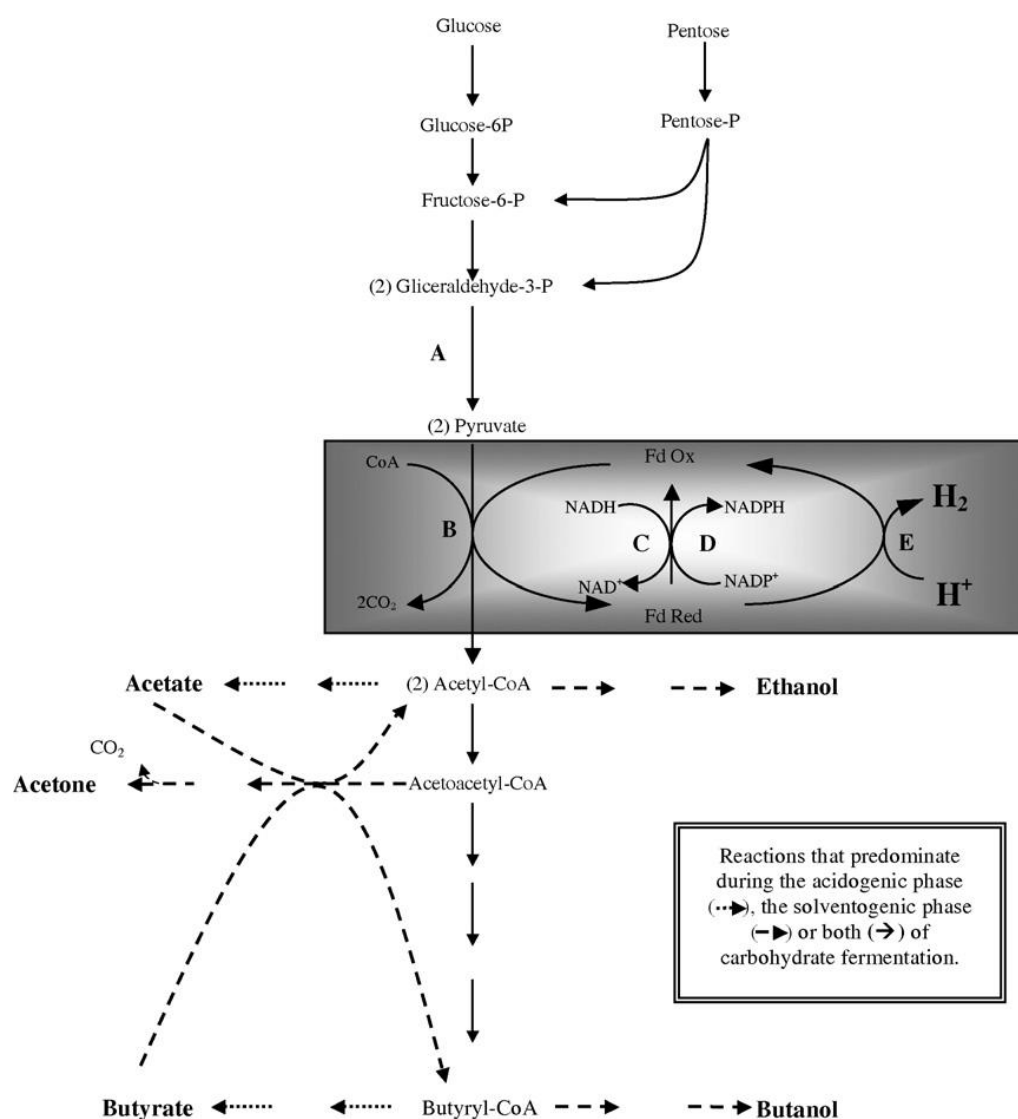 Glucose
Pentose
Glucose-6P
Pentose-P
Fructose-6-P
(2) Gliceraldehyde-3-P
A
(2) Pyruvate
CoA
Fd Ox
NADH
NADPH
H₂
B
C
D
E
NAD⁺
NADP⁺
H⁺
2CO₂
Fd Red
Acetate
(2) Acetyl-CoA
Ethanol
CO₂
Acetone
Acetoacetyl-CoA
Reactions that predominate
during the acidogenic phase
(···►), the solventogenic phase
(–►) or both (→) of
carbohydrate fermentation.
Butyrate
Butyryl-CoA
Butanol